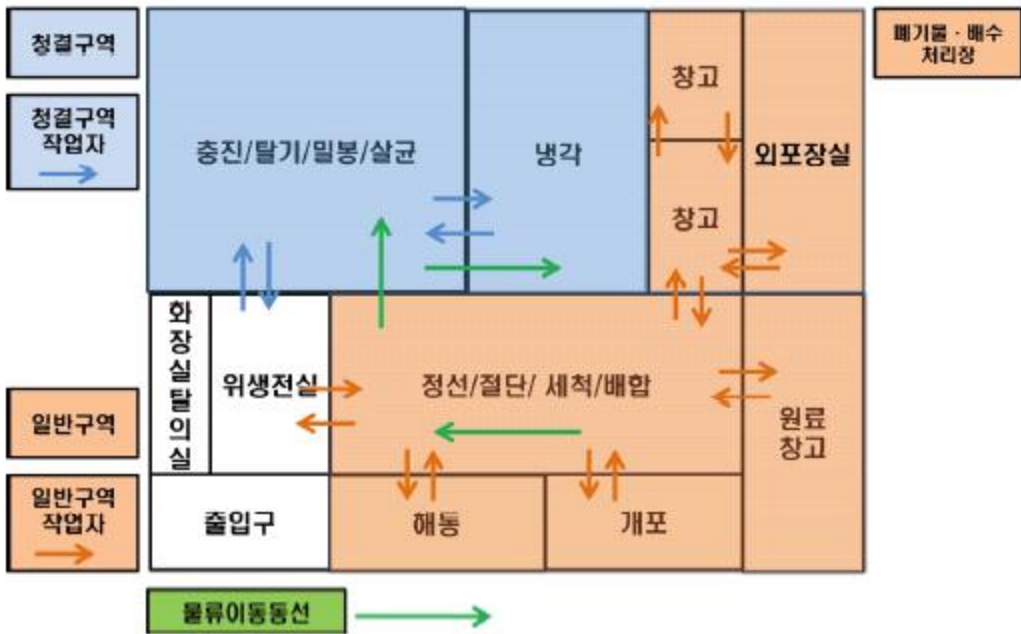 청결구역
청결구역
작업자
충진/탈기/밀봉/살균
냉각
창고
창고
외포장실
폐기물 · 배수
처리장
화장실탈의실
위생전실
정선/절단/ 세척/배합
원료
창고
일반구역
일반구역
작업자
출입구
해동
개포
물류이동동선